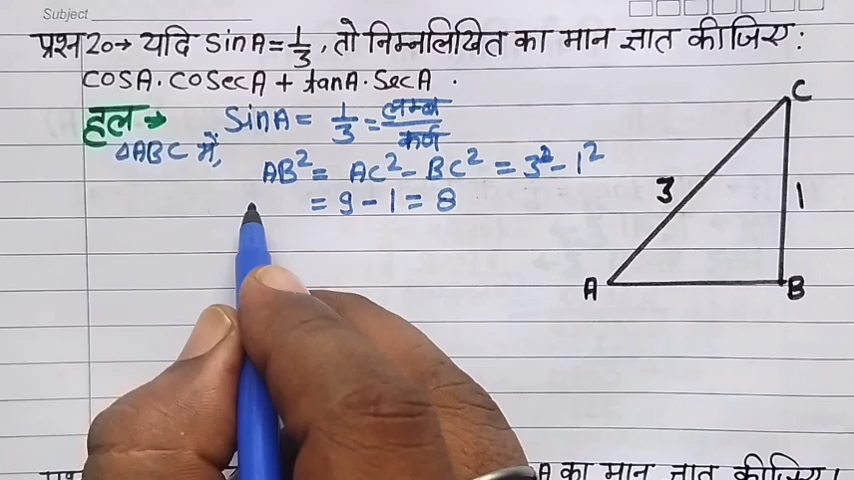 Subject
प्रश्न 20→ यदि SinA = 1/3, तो निम्नलिखित का मान ज्ञात कीजिए:
COSA. COSecA + tanA. SecA .
हल→ SinA = 1/3 = लम्ब/कर्ण
△ABC में,
AB² = AC² - BC² = 3² - 1²
= 9 - 1 = 8
C
3
1
A
B
A का मान ज्ञात कीजिए।